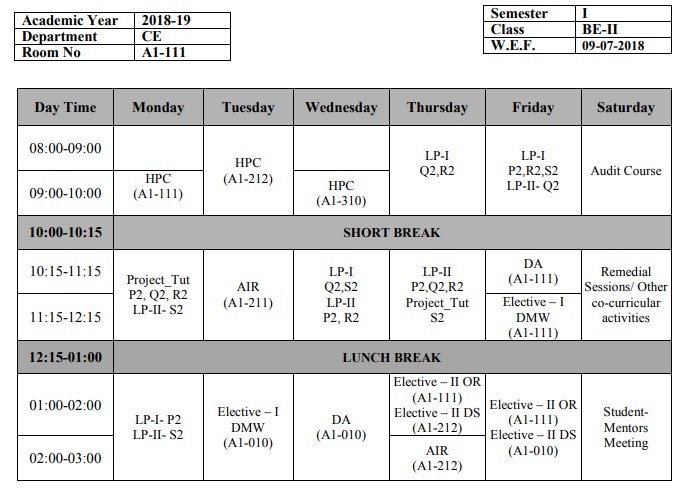 Academic Year 2018-19
Department CE
Room No A1-111
Semester I
Class BE-II
W.E.F. 09-07-2018
Day Time Monday Tuesday Wednesday Thursday Friday Saturday
08:00-09:00
09:00-10:00
HPC
(A1-111)
HPC
(A1-212)
HPC
(A1-310)
LP-I
Q2,R2
LP-I
P2,R2,S2
LP-II- Q2
Audit Course
10:00-10:15 SHORT BREAK
10:15-11:15
11:15-12:15
Project_Tut
P2, Q2, R2
LP-II- S2
AIR
(A1-211)
LP-I
Q2,S2
LP-II
P2, R2
LP-II
P2,Q2,R2
Project_Tut
S2
DA
(A1-111)
Elective – I
DMW
(A1-111)
Remedial
Sessions/ Other
co-curricular
activities
12:15-01:00 LUNCH BREAK
01:00-02:00
02:00-03:00
LP-I- P2
LP-II- S2
Elective – I
DMW
(A1-010)
DA
(A1-010)
Elective – II OR
(A1-111)
Elective – II DS
(A1-212)
AIR
(A1-212)
Elective – II OR
(A1-111)
Elective – II DS
(A1-010)
Student-
Mentors
Meeting